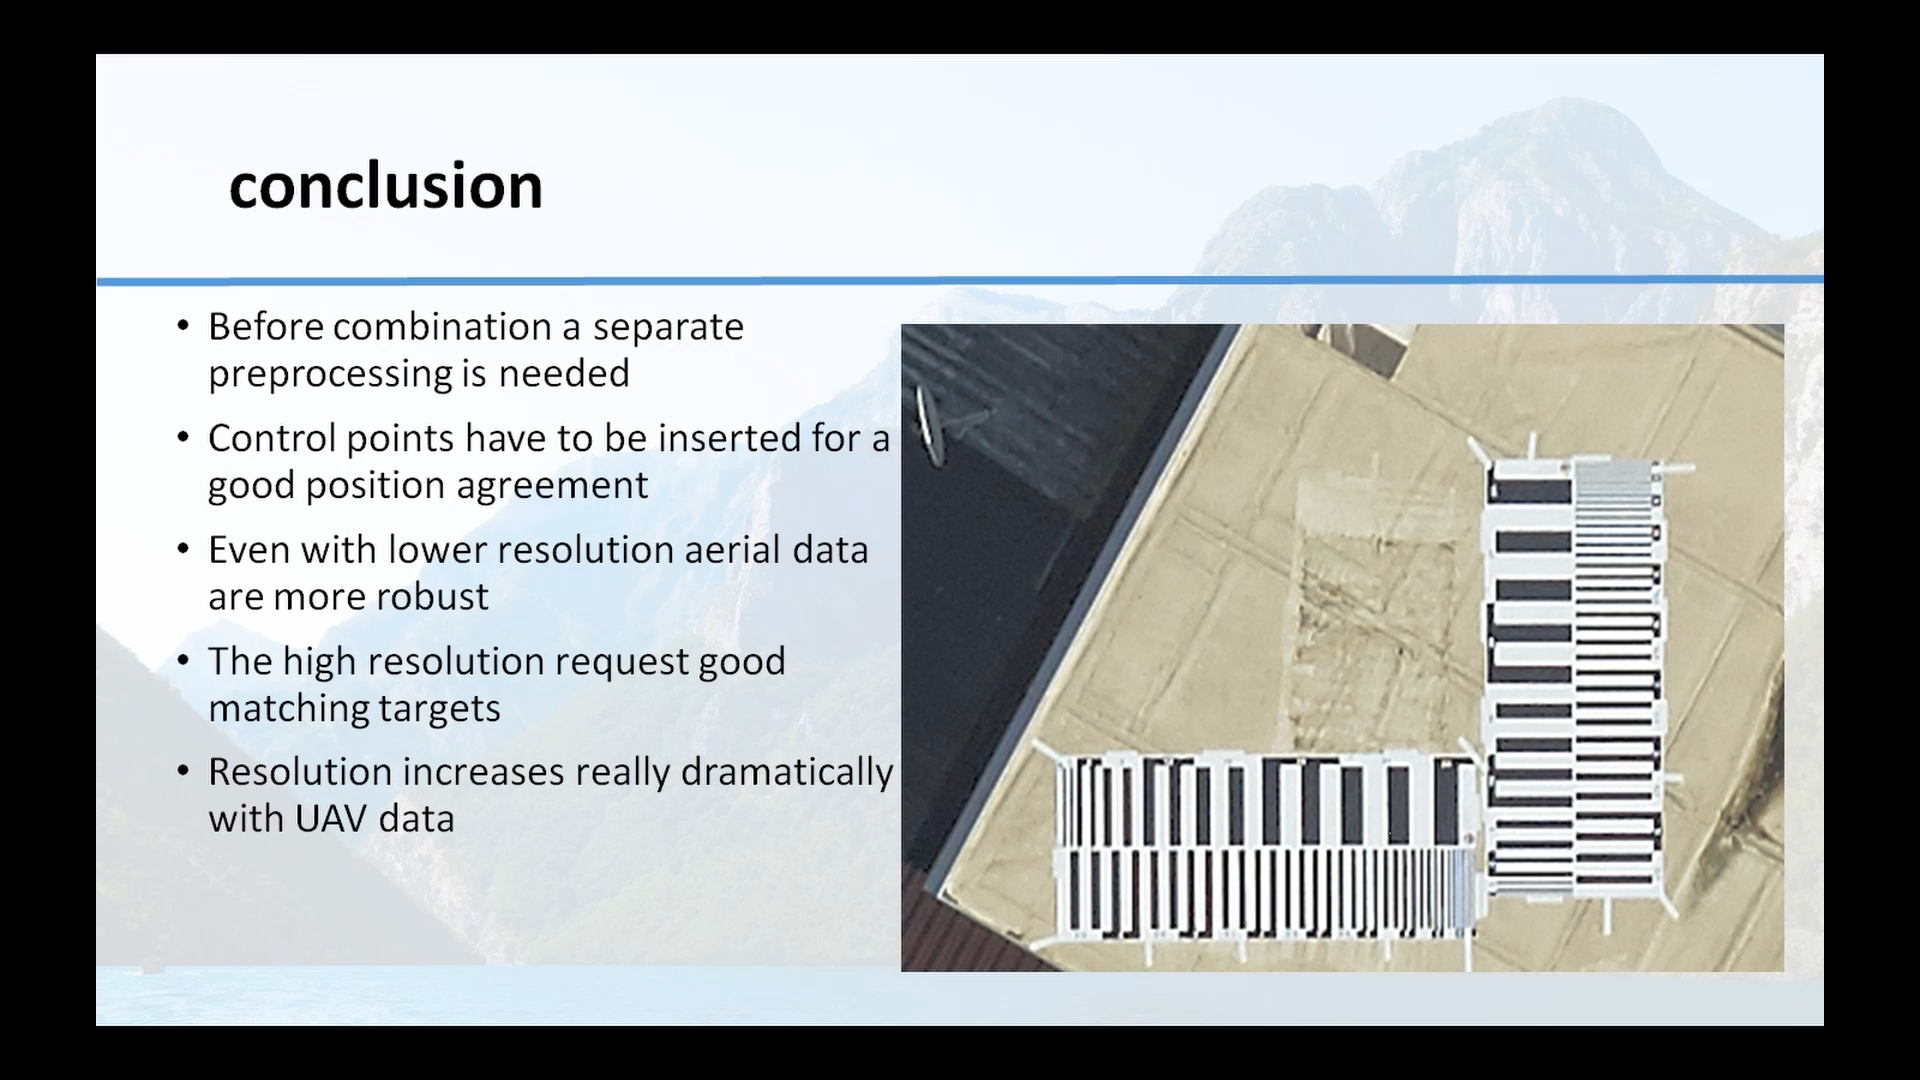 conclusion
• Before combination a separate
preprocessing is needed
• Control points have to be inserted for a
good position agreement
• Even with lower resolution aerial data
are more robust
• The high resolution request good
matching targets
• Resolution increases really dramatically
with UAV data